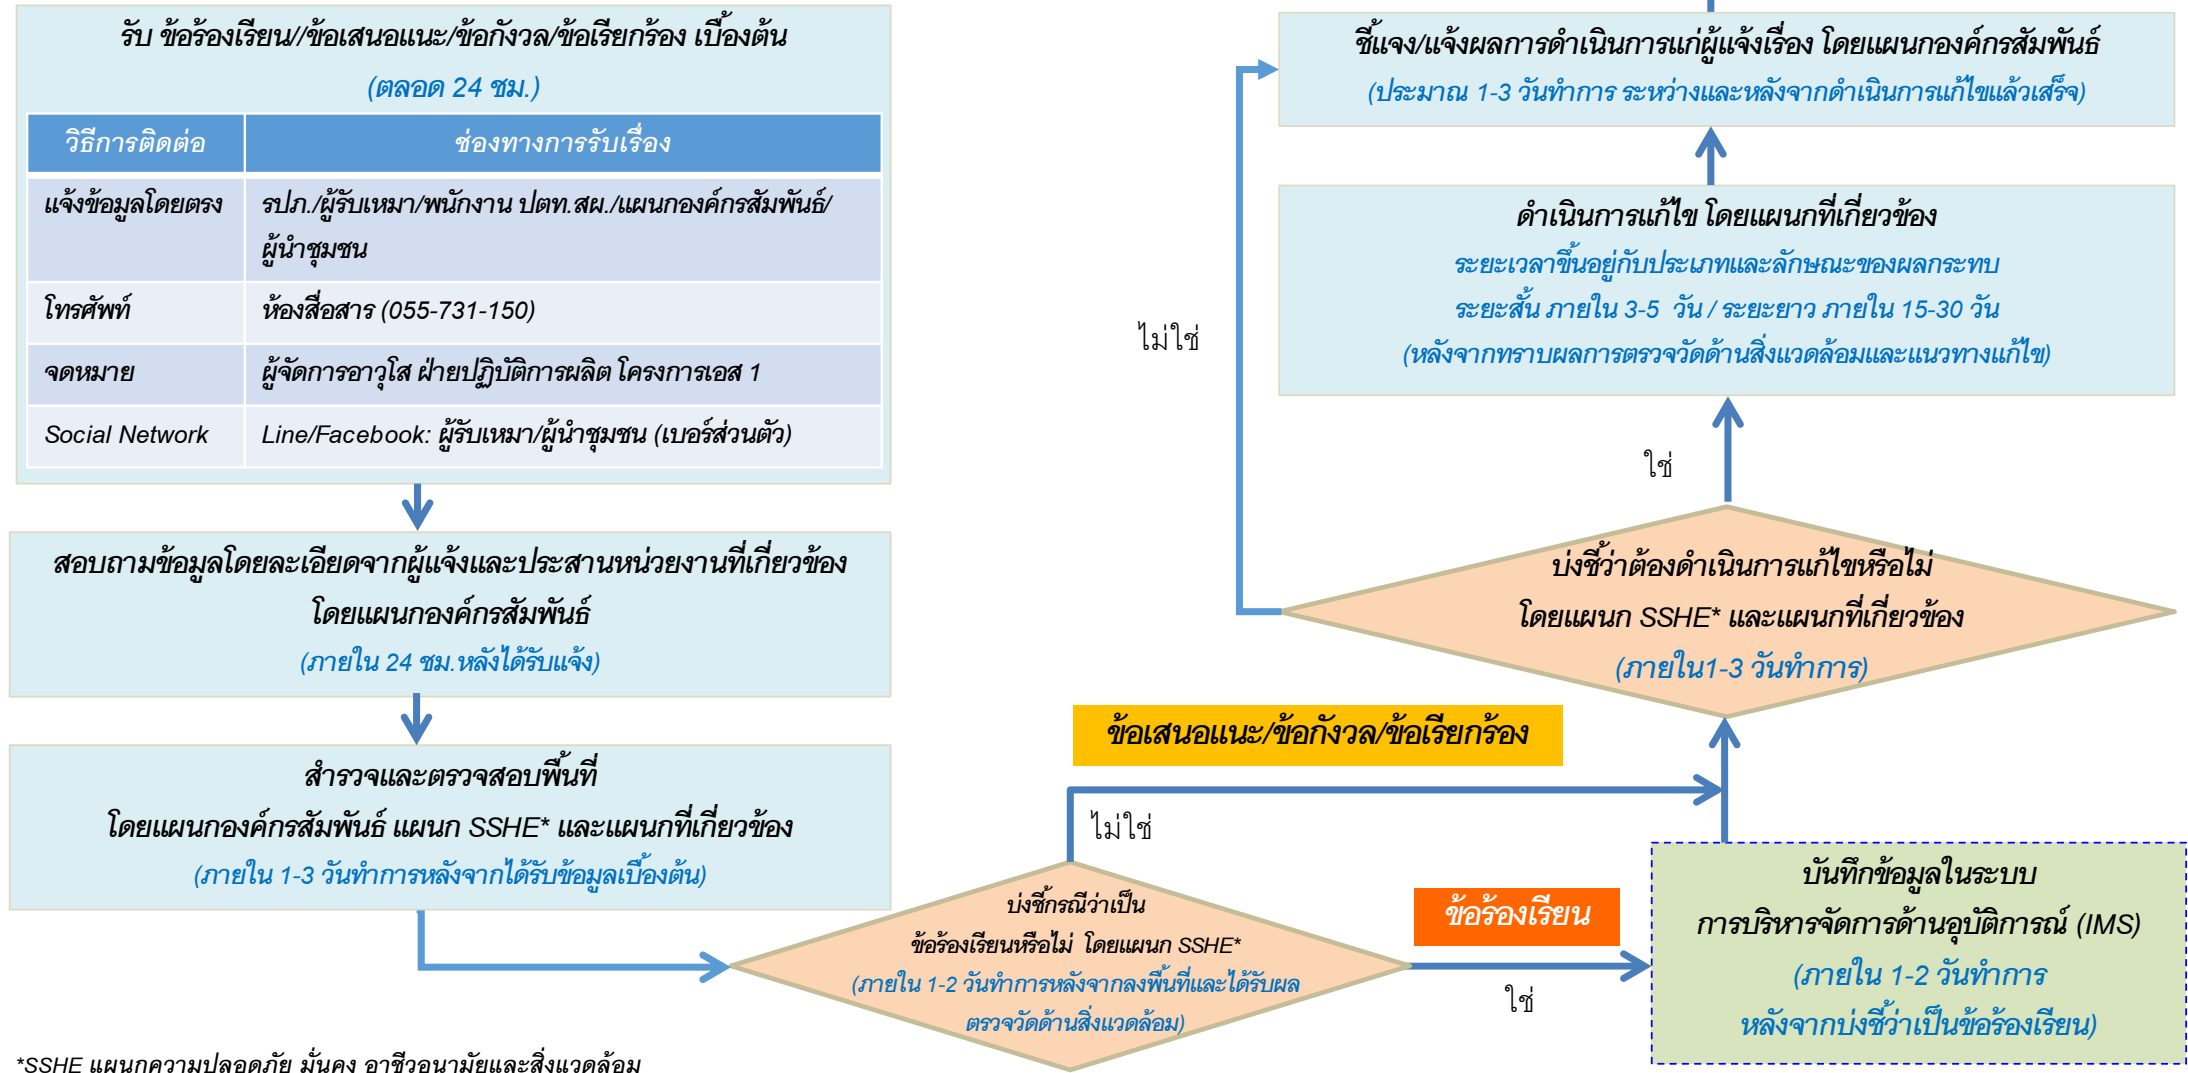 รับ ข้อร้องเรียน//ข้อเสนอแนะ/ข้อกังวล/ข้อเรียกร้อง เบื้องต้น
(ตลอด 24 ชม.)
วิธีการติดต่อ ช่องทางการรับเรื่อง
แจ้งข้อมูลโดยตรง รปภ./ผู้รับเหมา/พนักงาน ปตท.สผ./แผนกองค์กรสัมพันธ์/
ผู้นำชุมชน
โทรศัพท์ ห้องสื่อสาร (055-731-150)
จดหมาย ผู้จัดการอาวุโส ฝ่ายปฏิบัติการผลิต โครงการเอส 1
Social Network Line/Facebook: ผู้รับเหมา/ผู้นำชุมชน (เบอร์ส่วนตัว)
สอบถามข้อมูลโดยละเอียดจากผู้แจ้งและประสานหน่วยงานที่เกี่ยวข้อง
โดยแผนกองค์กรสัมพันธ์
(ภายใน 24 ชม.หลังได้รับแจ้ง)
สำรวจและตรวจสอบพื้นที่
โดยแผนกองค์กรสัมพันธ์ แผนก SSHE* และแผนกที่เกี่ยวข้อง
(ภายใน 1-3 วันทำการหลังจากได้รับข้อมูลเบื้องต้น)
บ่งชี้กรณีว่าเป็น
ข้อร้องเรียนหรือไม่ โดยแผนก SSHE*
(ภายใน 1-2 วันทำการหลังจากลงพื้นที่และได้รับผล
ตรวจวัดด้านสิ่งแวดล้อม)
ไม่ใช่
ข้อเสนอแนะ/ข้อกังวล/ข้อเรียกร้อง
ข้อร้องเรียน
ใช่
บันทึกข้อมูลในระบบ
การบริหารจัดการด้านอุบัติการณ์ (IMS)
(ภายใน 1-2 วันทำการ
หลังจากบ่งชี้ว่าเป็นข้อร้องเรียน)
บ่งชี้ว่าต้องดำเนินการแก้ไขหรือไม่
โดยแผนก SSHE* และแผนกที่เกี่ยวข้อง
(ภายใน1-3 วันทำการ)
ใช่
ไม่ใช่
ดำเนินการแก้ไข โดยแผนกที่เกี่ยวข้อง
ระยะเวลาขึ้นอยู่กับประเภทและลักษณะของผลกระทบ
ระยะสั้น ภายใน 3-5 วัน / ระยะยาว ภายใน 15-30 วัน
(หลังจากทราบผลการตรวจวัดด้านสิ่งแวดล้อมและแนวทางแก้ไข)
ชี้แจง/แจ้งผลการดำเนินการแก่ผู้แจ้งเรื่อง โดยแผนกองค์กรสัมพันธ์
(ประมาณ 1-3 วันทำการ ระหว่างและหลังจากดำเนินการแก้ไขแล้วเสร็จ)
*SSHE แผนกความปลอดภัย มั่นคง อาชีวอนามัยและสิ่งแวดล้อม